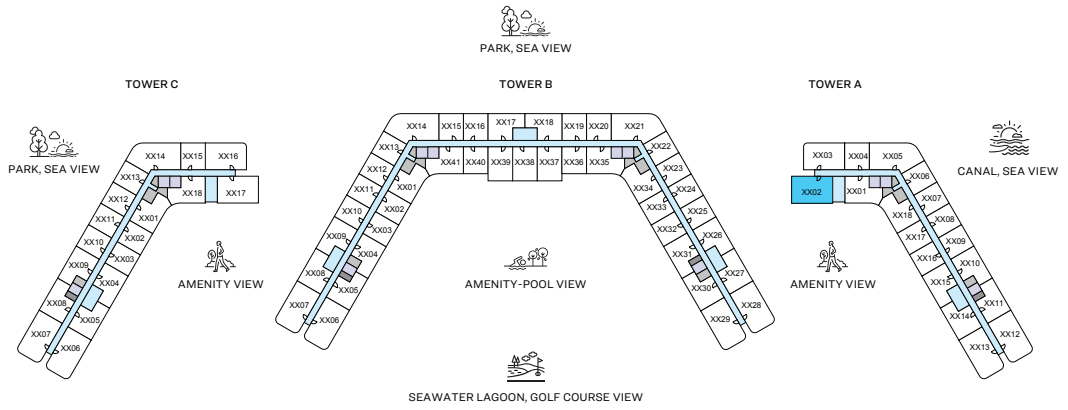 PARK, SEA VIEW
TOWER C
TOWER B
TOWER A
PARK, SEA VIEW
CANAL, SEA VIEW
XX14
XX15
XX16
XX13
XX12
XX11
XX10
XX09
XX08
XX07
XX06
XX05
XX04
XX03
XX02
XX01
XX18
XX17
AMENITY VIEW
XX14
XX15
XX16
XX17
XX18
XX19
XX20
XX21
XX13
XX12
XX11
XX10
XX09
XX08
XX07
XX06
XX05
XX04
XX03
XX02
XX01
XX41
XX40
XX39
XX38
XX37
XX36
XX35
XX22
XX23
XX24
XX25
XX26
XX27
XX28
XX29
XX30
XX31
XX32
XX33
XX34
AMENITY-POOL VIEW
XX03
XX04
XX05
XX02
XX01
XX06
XX07
XX08
XX09
XX10
XX11
XX12
XX13
XX14
XX15
XX16
XX17
XX18
AMENITY VIEW
SEAWATER LAGOON, GOLF COURSE VIEW